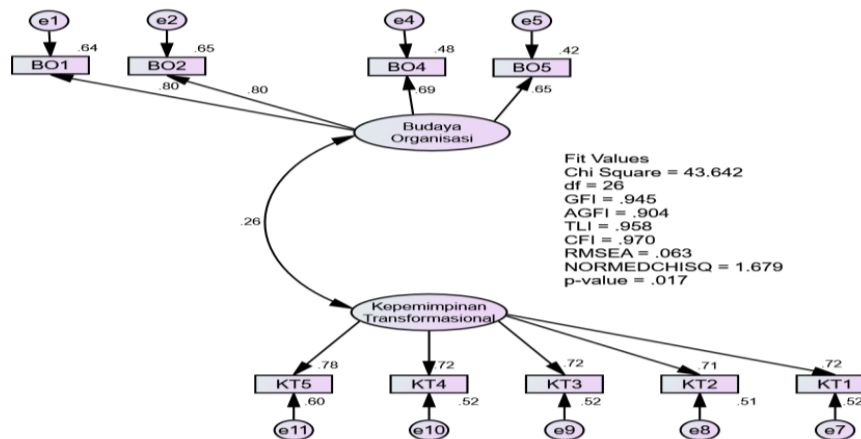 e1
e2
e4
e5
.64
.65
.48
.42
BO1
BO2
BO4
BO5
.80
.80
.69
.65
Budaya
Organisasi
.26
Fit Values
Chi Square = 43.642
df = 26
GFI = .945
AGFI = .904
TLI = .958
CFI = .970
RMSEA = .063
NORMEDCHISQ = 1.679
p-value = .017
Kepemimpinan
Transformasional
.78
.72
.72
.71
.72
KT5
KT4
KT3
KT2
KT1
.60
.52
.52
.51
.52
e11
e10
e9
e8
e7